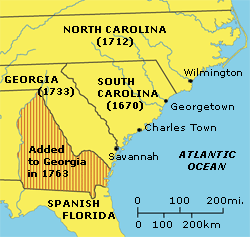 NORTH CAROLINA
(1712)
Wilmington
GEORGIA
(1733)
SOUTH
CAROLINA
(1670)
Georgetown
Charles Town
Added
to Georgia
in 1763
Savannah
ATLANTIC
OCEAN
SPANISH
FLORIDA
0 100 200mi.
0 100 200km